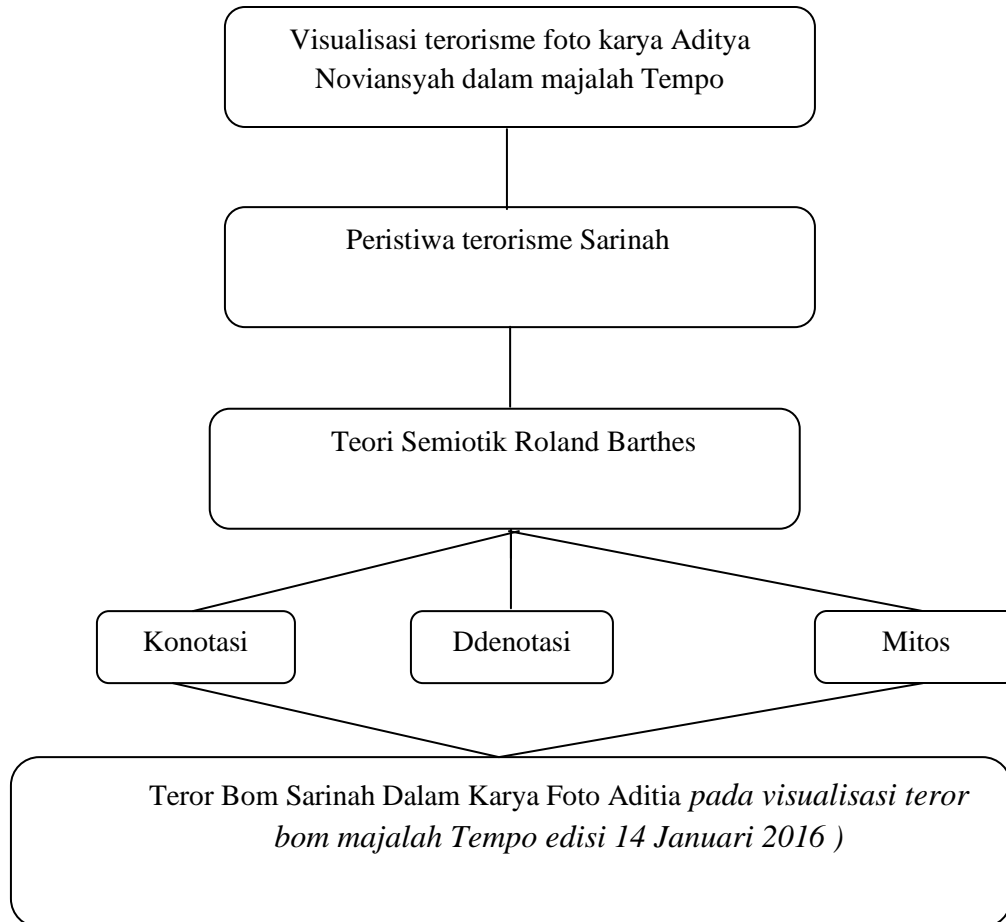 Visualisasi terorisme foto karya Aditya
Noviansyah dalam majalah Tempo
Peristiwa terorisme Sarinah
Teori Semiotik Roland Barthes
Konotasi
Ddenotasi
Mitos
Teror Bom Sarinah Dalam Karya Foto Aditia pada visualisasi teror
bom majalah Tempo edisi 14 Januari 2016 )